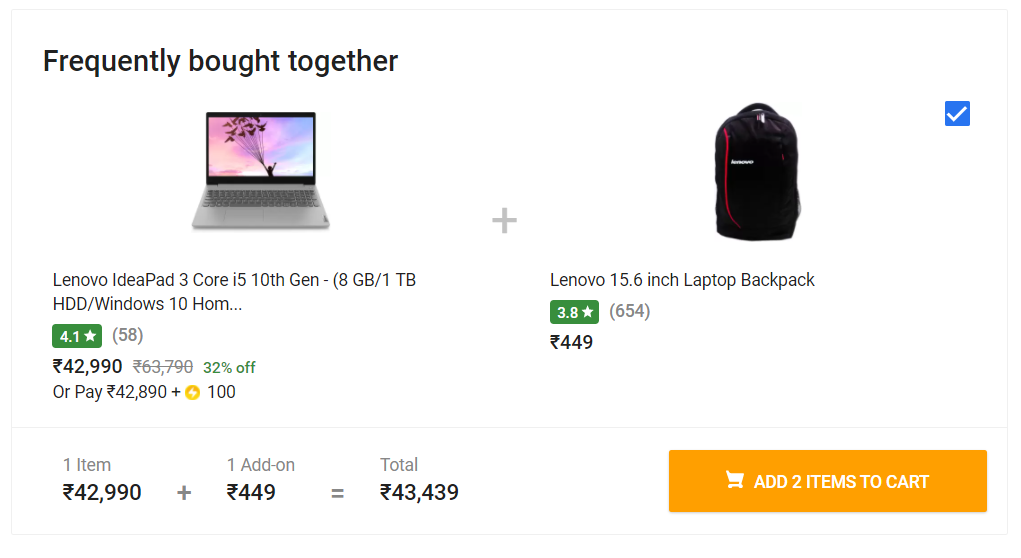 Frequently bought together
lenovo
+
Lenovo IdeaPad 3 Core i5 10th Gen - (8 GB/1 TB
HDD/Windows 10 Hom...
4.1★ (58)
₹42,990 ₹63,790 32% off
Or Pay ₹42,890 + 100
Lenovo 15.6 inch Laptop Backpack
3.8★ (654)
₹449
1 Item
₹42,990
+
1 Add-on
₹449
=
Total
₹43,439
ADD 2 ITEMS TO CART